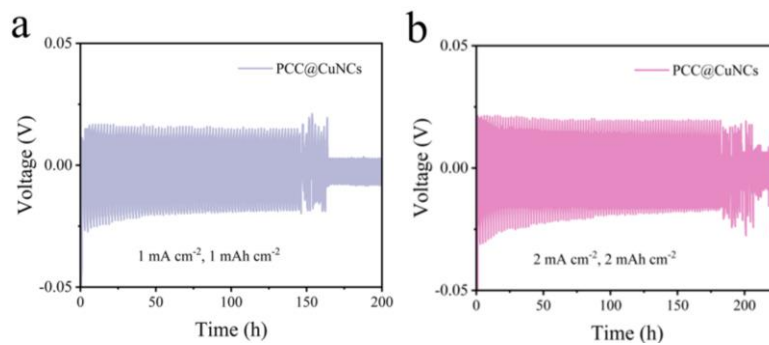 a
PCC@CuNCs
0.05
0.00
-0.05
Voltage (V)
1 mA cm⁻², 1 mAh cm⁻²
0 50 100 150 200
Time (h)
b
PCC@CuNCs
0.05
0.00
-0.05
Voltage (V)
2 mA cm⁻², 2 mAh cm⁻²
0 50 100 150 200
Time (h)